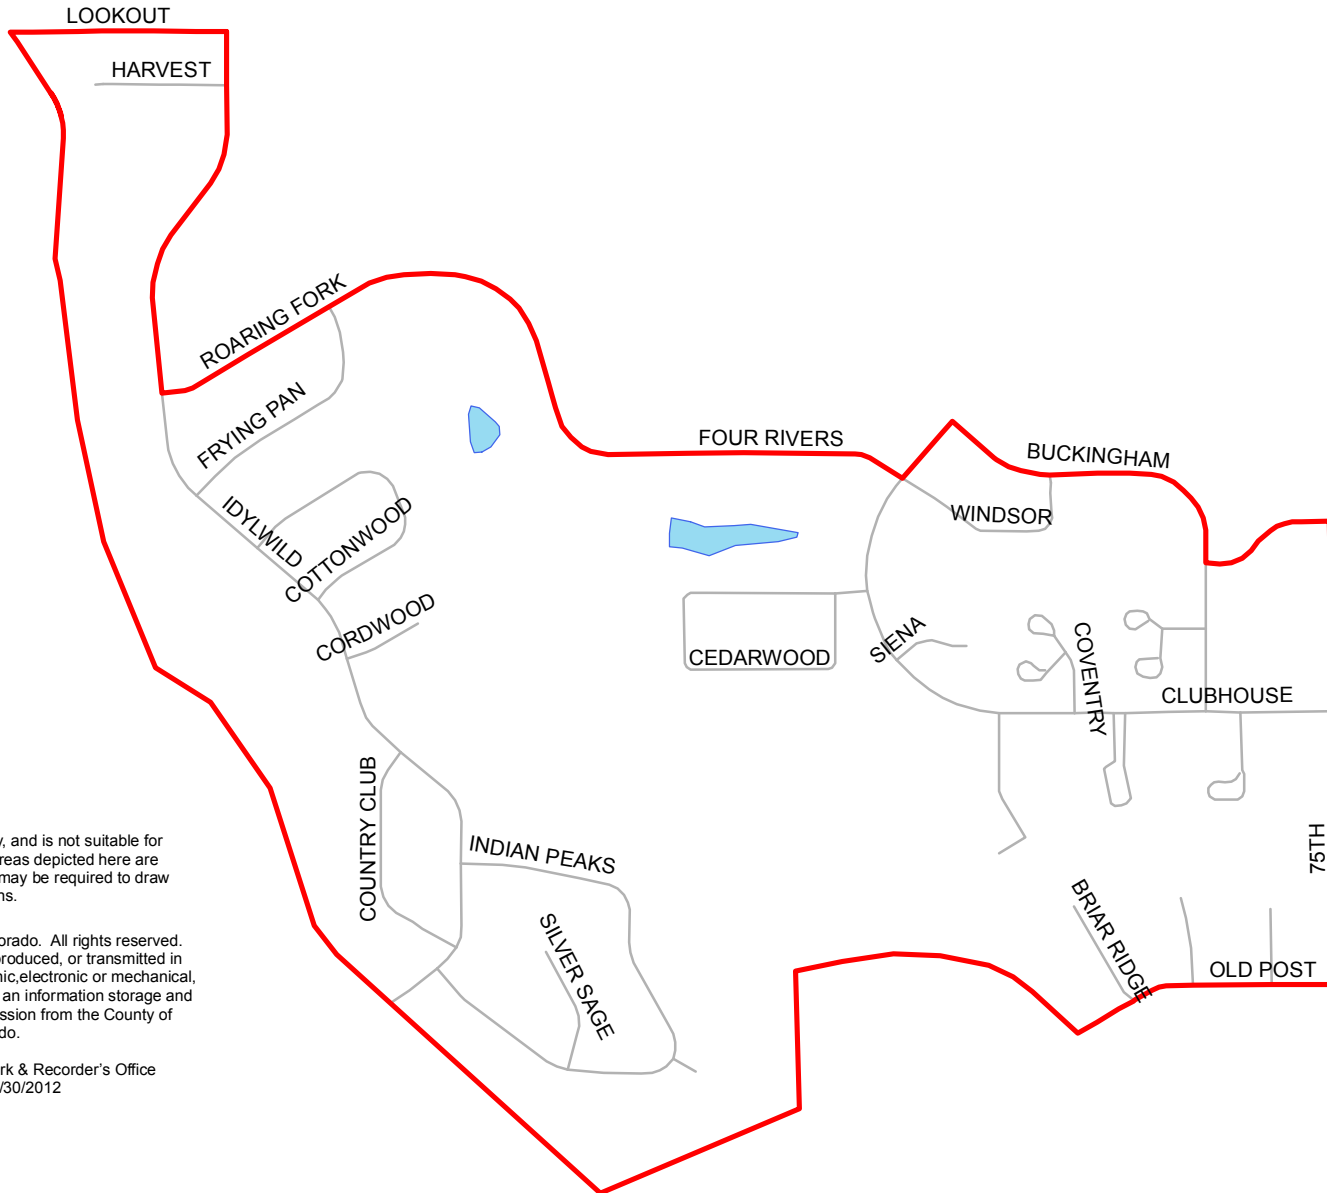 LOOKOUT
HARVEST
ROARING FORK
FRYING PAN
FOUR RIVERS
BUCKINGHAM
IDYLWILD
COTTONWOOD
WINDSOR
CORDWOOD
CEDARWOOD
SIENA
COVENTRY
CLUBHOUSE
COUNTRY CLUB
INDIAN PEAKS
SILVER SAGE
75TH
BRIAR RIDGE
OLD POST
, and is not suitable for
reas depicted here are
may be required to draw
ns.
orado. All rights reserved.
produced, or transmitted in
nic,electronic or mechanical,
an information storage and
ission from the County of
do.
rk & Recorder's Office
/30/2012